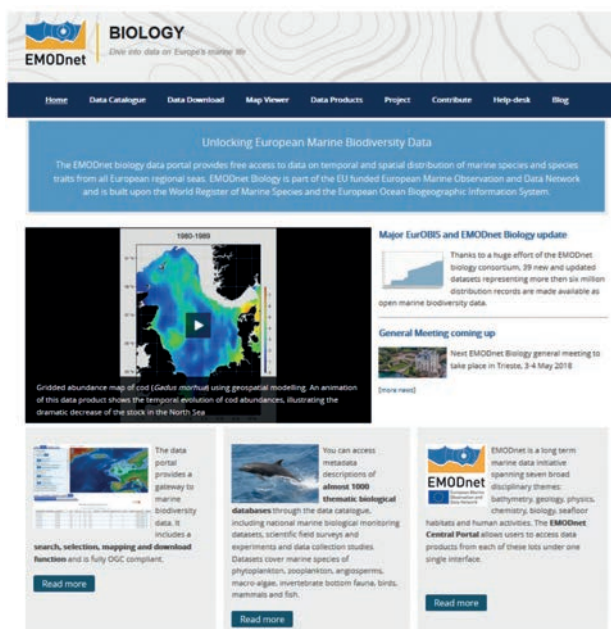 EMODnet
BIOLOGY
Dive into data on Europe's marine life
Home Data Catalogue Data Download Map Viewer Data Products Project Contribute Help-desk Blog
Unlocking European Marine Biodiversity Data
The EMODnet biology data portal provides free access to data on temporal and spatial distribution of marine species and species
traits from all European regional seas. EMODnet Biology is part of the EU funded European Marine Observation and Data Network
and is built upon the World Register of Marine Species and the European Ocean Biogeographic Information System.
1980-1989
Gridded abundance map of cod (Gadus morhua) using geospatial modelling. An animation
of this data product shows the temporal evolution of cod abundances, illustrating the
dramatic decrease of the stock in the North Sea
Major EurOBIS and EMODnet Biology update
Thanks to a huge effort of the EMODnet
biology consortium, 39 new and updated
datasets representing more then six million
distribution records are made available as
open marine biodiversity data.
General Meeting coming up
Next EMODnet Biology general meeting to
take place in Trieste, 3-4 May 2018
[more news]
The data
portal
provides a
gateway to
marine
biodiversity
data. It
includes a
search, selection, mapping and download
function and is fully OGC compliant.
Read more
You can access
metadata
descriptions of
almost 1000
thematic biological
databases through the data catalogue,
including national marine biological monitoring
datasets, scientific field surveys and
experiments and data collection studies.
Datasets cover marine species of
phytoplankton, zooplankton, angiosperms,
macro-algae, invertebrate bottom fauna, birds,
mammals and fish.
Read more
EMODnet
European Marine
Observation and
Data Network
EMODnet is a long term
marine data initiative
spanning seven broad
disciplinary themes:
bathymetry, geology, physics,
chemistry, biology, seafloor
habitats and human activities. The EMODnet
Central Portal allows users to access data
products from each of these lots under one
single interface.
Read more